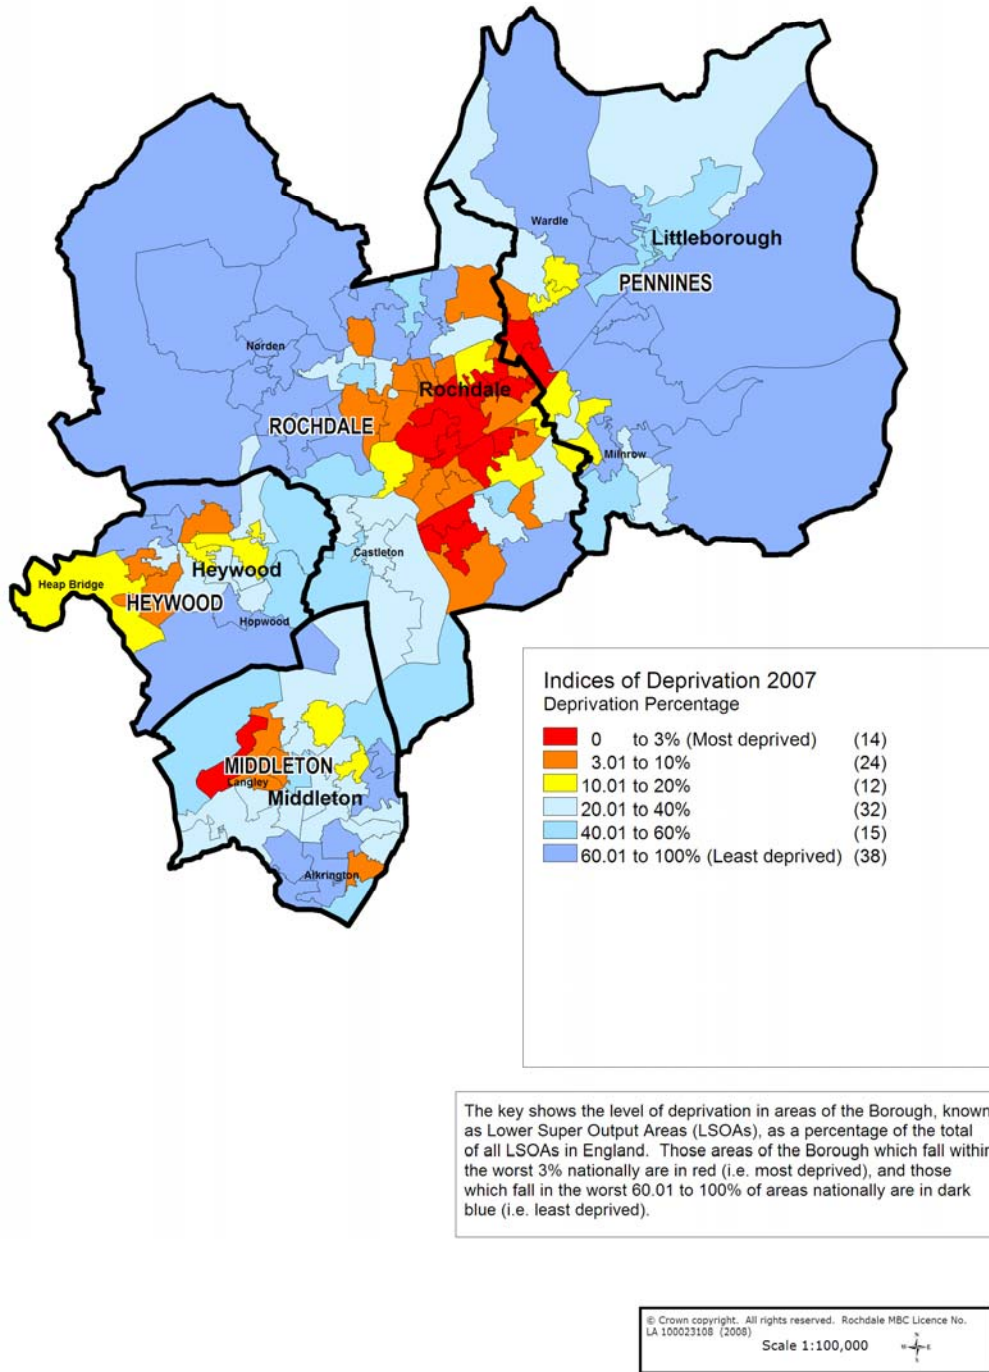 Wardle
Littleborough
PENNINES
Norden
Rochdale
ROCHDALE
Milnrow
Castleton
Heywood
Heap Bridge
HEYWOOD
Hopwood
MIDDLETON
Langley
Middleton
Alkrington
Indices of Deprivation 2007
Deprivation Percentage
0 to 3% (Most deprived) (14)
3.01 to 10% (24)
10.01 to 20% (12)
20.01 to 40% (32)
40.01 to 60% (15)
60.01 to 100% (Least deprived) (38)
The key shows the level of deprivation in areas of the Borough, known
as Lower Super Output Areas (LSOAs), as a percentage of the total
of all LSOAs in England. Those areas of the Borough which fall within
the worst 3% nationally are in red (i.e. most deprived), and those
which fall in the worst 60.01 to 100% of areas nationally are in dark
blue (i.e. least deprived).
© Crown copyright. All rights reserved. Rochdale MBC Licence No.
LA 100023108 (2008)
Scale 1:100,000
N
W E
S